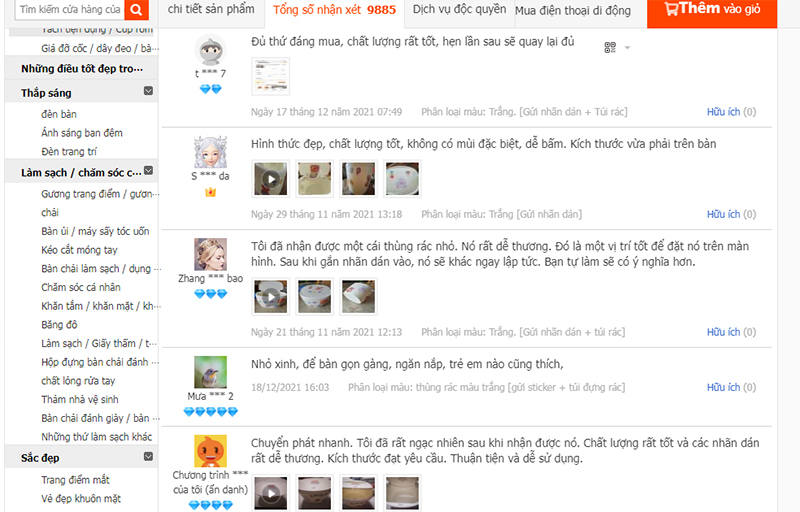 Tìm kiếm cửa hàng của
chi tiết sản phẩm
Tổng số nhận xét 9885
Dịch vụ độc quyền
Mua điện thoại di động
Thêm vào giỏ
Giá đỡ cốc / dây đeo / bà...
Những điều tốt đẹp tro...
Thắp sáng
đèn bàn
Ánh sáng ban đêm
Đèn trang trí
Làm sạch / chăm sóc c...
Gương trang điểm / gươn...
chải
Bàn ủi / máy sấy tóc uốn
Kéo cắt móng tay
Bàn chải làm sạch / dụng ...
Chăm sóc cá nhân
Khăn tắm / khăn mặt / kh...
Băng đô
Làm sạch / Giấy thấm / t...
Hộp đựng bàn chải đánh ...
chất lỏng rửa tay
Thảm nhà vệ sinh
Bàn chải đánh giày / bàn ...
Những thứ làm sạch khác
Sắc đẹp
Trang điểm mắt
Vẻ đẹp khuôn mặt
Đủ thứ đáng mua, chất lượng rất tốt, hẹn lần sau sẽ quay lại đủ
t *** 7
Ngày 17 tháng 12 năm 2021 07:49 Phân loại màu: Trắng. [Gửi nhãn dán + Túi rác] Hữu ích (0)
Hình thức đẹp, chất lượng tốt, không có mùi đặc biệt, dễ bấm. Kích thước vừa phải trên bàn
S *** da
Ngày 29 tháng 11 năm 2021 13:18 Phân loại màu: Trắng [Gửi nhãn dán] Hữu ích (0)
Tôi đã nhận được một cái thùng rác nhỏ. Nó rất dễ thương. Đó là một vị trí tốt để đặt nó trên màn
hình. Sau khi gắn nhãn dán vào, nó sẽ khác ngay lập tức. Bạn tự làm sẽ có ý nghĩa hơn.
Zhang *** bao
Ngày 21 tháng 11 năm 2021 12:13 Phân loại màu: Trắng. [Gửi nhãn dán + túi rác] Hữu ích (0)
Nhỏ xinh, để bàn gọn gàng, ngăn nắp, trẻ em nào cũng thích,
Mưa *** 2
18/12/2021 16:03 Phân loại màu: thùng rác màu trắng [gửi sticker + túi đựng rác] Hữu ích (0)
Chuyển phát nhanh. Tôi đã rất ngạc nhiên sau khi nhận được nó. Chất lượng rất tốt và các nhãn dán
rất dễ thương. Kích thước đạt yêu cầu. Thuận tiện và dễ sử dụng.
Chương trình ***
của tôi (ẩn danh)